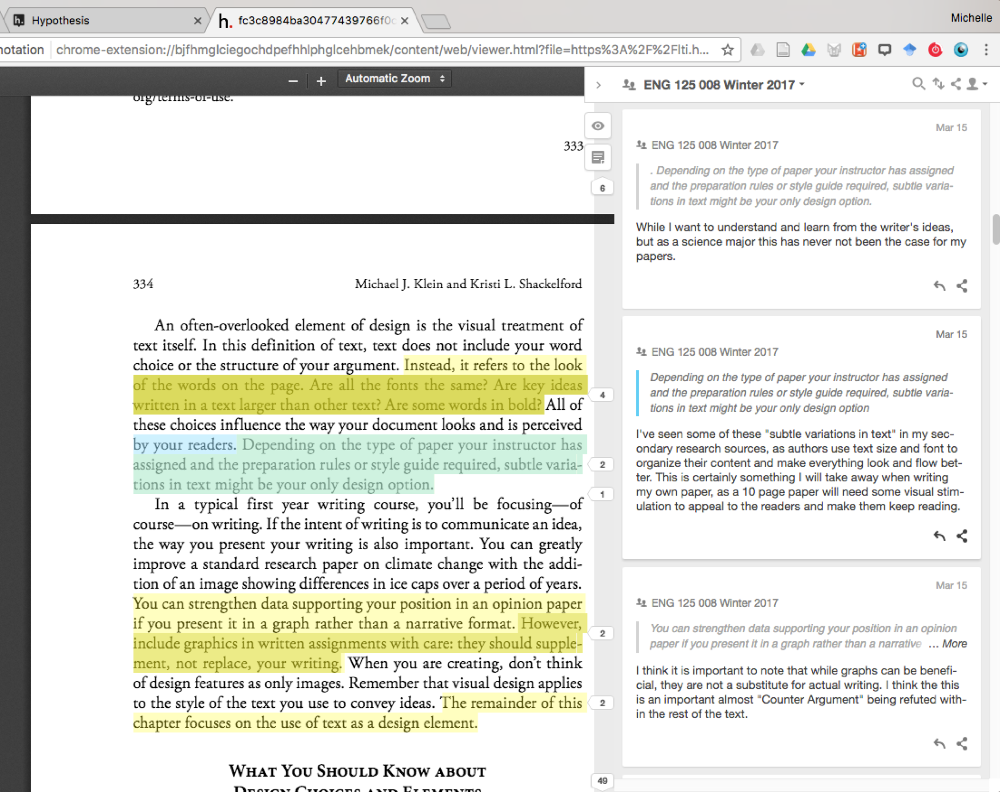 Hypothesis
h. fc3c8984ba30477439766f0c
Michelle
notation
chrome-extension://bjfhmglciegochdpefhhlphglcehbmek/content/web/viewer.html?file=https%3A%2F%2Flti.h...
− + Automatic Zoom
org/terms-of-use.
333
6
334 Michael J. Klein and Kristi L. Shackelford
An often-overlooked element of design is the visual treatment of
text itself. In this definition of text, text does not include your word
choice or the structure of your argument. Instead, it refers to the look
of the words on the page. Are all the fonts the same? Are key ideas
written in a text larger than other text? Are some words in bold? All of
these choices influence the way your document looks and is perceived
by your readers. Depending on the type of paper your instructor has
assigned and the preparation rules or style guide required, subtle varia-
tions in text might be your only design option.
In a typical first year writing course, you'll be focusing—of
course—on writing. If the intent of writing is to communicate an idea,
the way you present your writing is also important. You can greatly
improve a standard research paper on climate change with the addi-
tion of an image showing differences in ice caps over a period of years.
You can strengthen data supporting your position in an opinion paper
if you present it in a graph rather than a narrative format. However,
include graphics in written assignments with care: they should supple-
ment, not replace, your writing. When you are creating, don't think
of design features as only images. Remember that visual design applies
to the style of the text you use to convey ideas. The remainder of this
chapter focuses on the use of text as a design element.
What You Should Know about
Design Choices and Elements
4
2
1
2
2
49
ENG 125 008 Winter 2017
Mar 15
ENG 125 008 Winter 2017
. Depending on the type of paper your instructor has assigned
and the preparation rules or style guide required, subtle varia-
tions in text might be your only design option.
While I want to understand and learn from the writer's ideas,
but as a science major this has never not been the case for my
papers.
Mar 15
ENG 125 008 Winter 2017
Depending on the type of paper your instructor has assigned
and the preparation rules or style guide required, subtle varia-
tions in text might be your only design option
I've seen some of these "subtle variations in text" in my sec-
ondary research sources, as authors use text size and font to
organize their content and make everything look and flow bet-
ter. This is certainly something I will take away when writing
my own paper, as a 10 page paper will need some visual stim-
ulation to appeal to the readers and make them keep reading.
Mar 15
ENG 125 008 Winter 2017
You can strengthen data supporting your position in an opinion
paper if you present it in a graph rather than a narrative ... More
I think it is important to note that while graphs can be benefi-
cial, they are not a substitute for actual writing. I think the this
is an important almost "Counter Argument" being refuted with-
in the rest of the text.